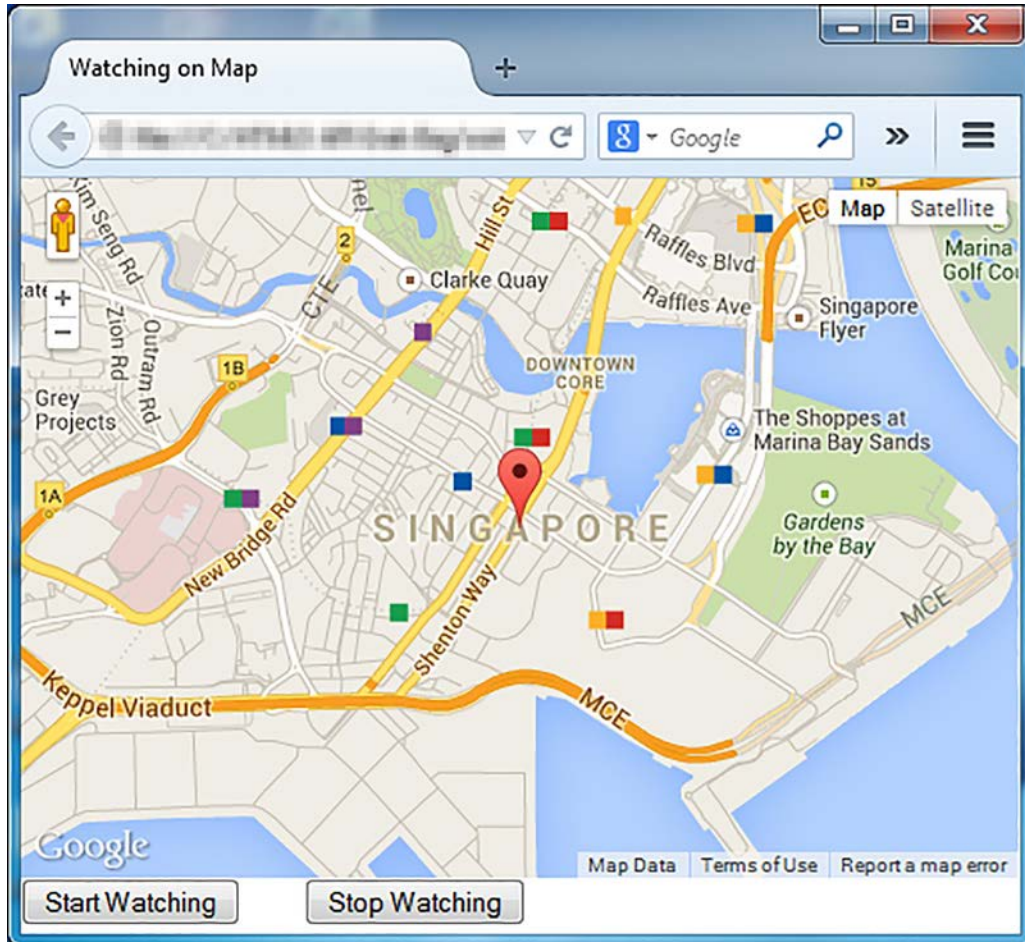 Watching on Map
Google
Map
Satellite
15
EC
Kim Seng Rd
nel
2
Hill St
Raffles Blvd
Marina
Golf Cou
Clarke Quay
CTE
Raffles Ave
Singapore
Flyer
Zion Rd
Outram Rd
1B
DOWNTOWN
CORE
Grey
Projects
The Shoppes at
Marina Bay Sands
1A
SINGAPORE
Gardens
by the Bay
New Bridge Rd
Shenton Way
MCE
Keppel Viaduct
MCE
Google
Map Data
Terms of Use
Report a map error
Start Watching
Stop Watching